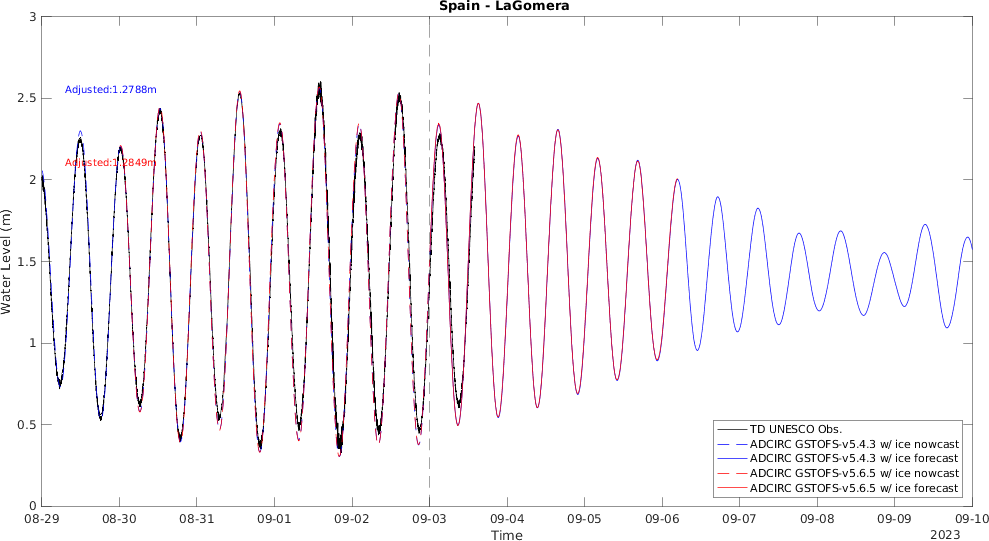 Spain - LaGomera
3
2.5
2
1.5
1
0.5
0
Water Level (m)
Adjusted:1.2788m
Adjusted:1.2849m
TD UNESCO Obs.
ADCIRC GSTOFS-v5.4.3 w/ ice nowcast
ADCIRC GSTOFS-v5.4.3 w/ ice forecast
ADCIRC GSTOFS-v5.6.5 w/ ice nowcast
ADCIRC GSTOFS-v5.6.5 w/ ice forecast
08-29 08-30 08-31 09-01 09-02 09-03 09-04 09-05 09-06 09-07 09-08 09-09 09-10
Time
2023